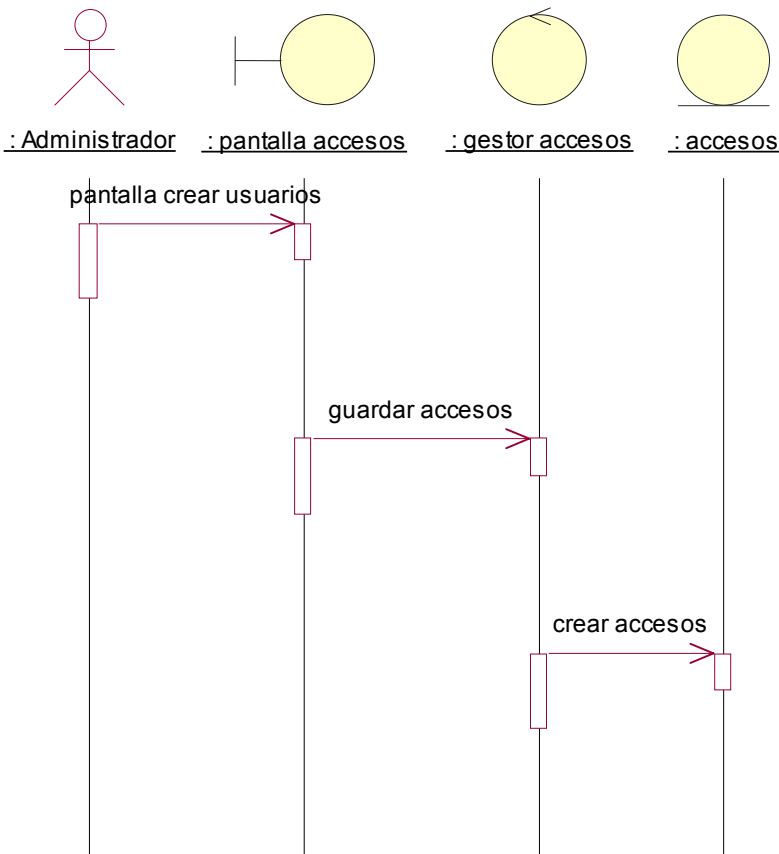 : Administrador
: pantalla accesos
: gestor accesos
: accesos
pantalla crear usuarios
guardar accesos
crear accesos